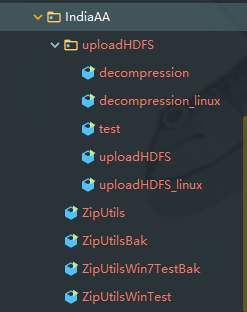 IndiaAA
uploadHDFS
decompression
decompression_linux
test
uploadHDFS
uploadHDFS_linux
ZipUtils
ZipUtilsBak
ZipUtilsWin7TestBak
ZipUtilsWinTest